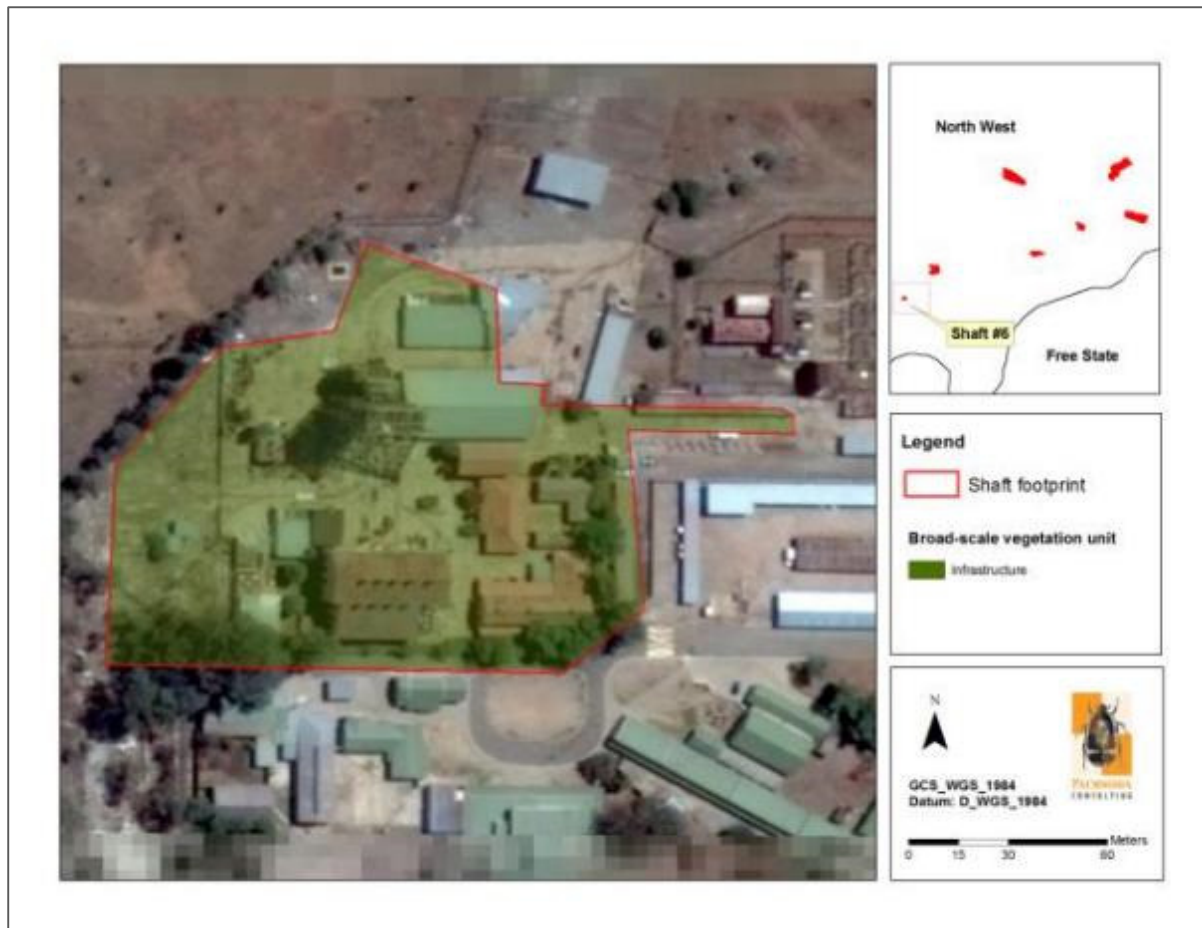 North West
Shaft #6
Free State
Legend
Shaft footprint
Broad-scale vegetation unit
Infrastructure
N
GCS_WGS_1984
Datum: D_WGS_1984
CONSULTING
Meters
0 15 30 60